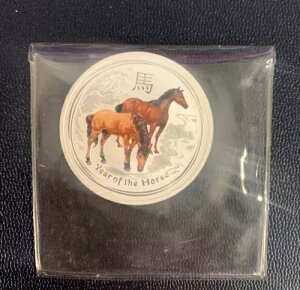 馬
Year of the Horse